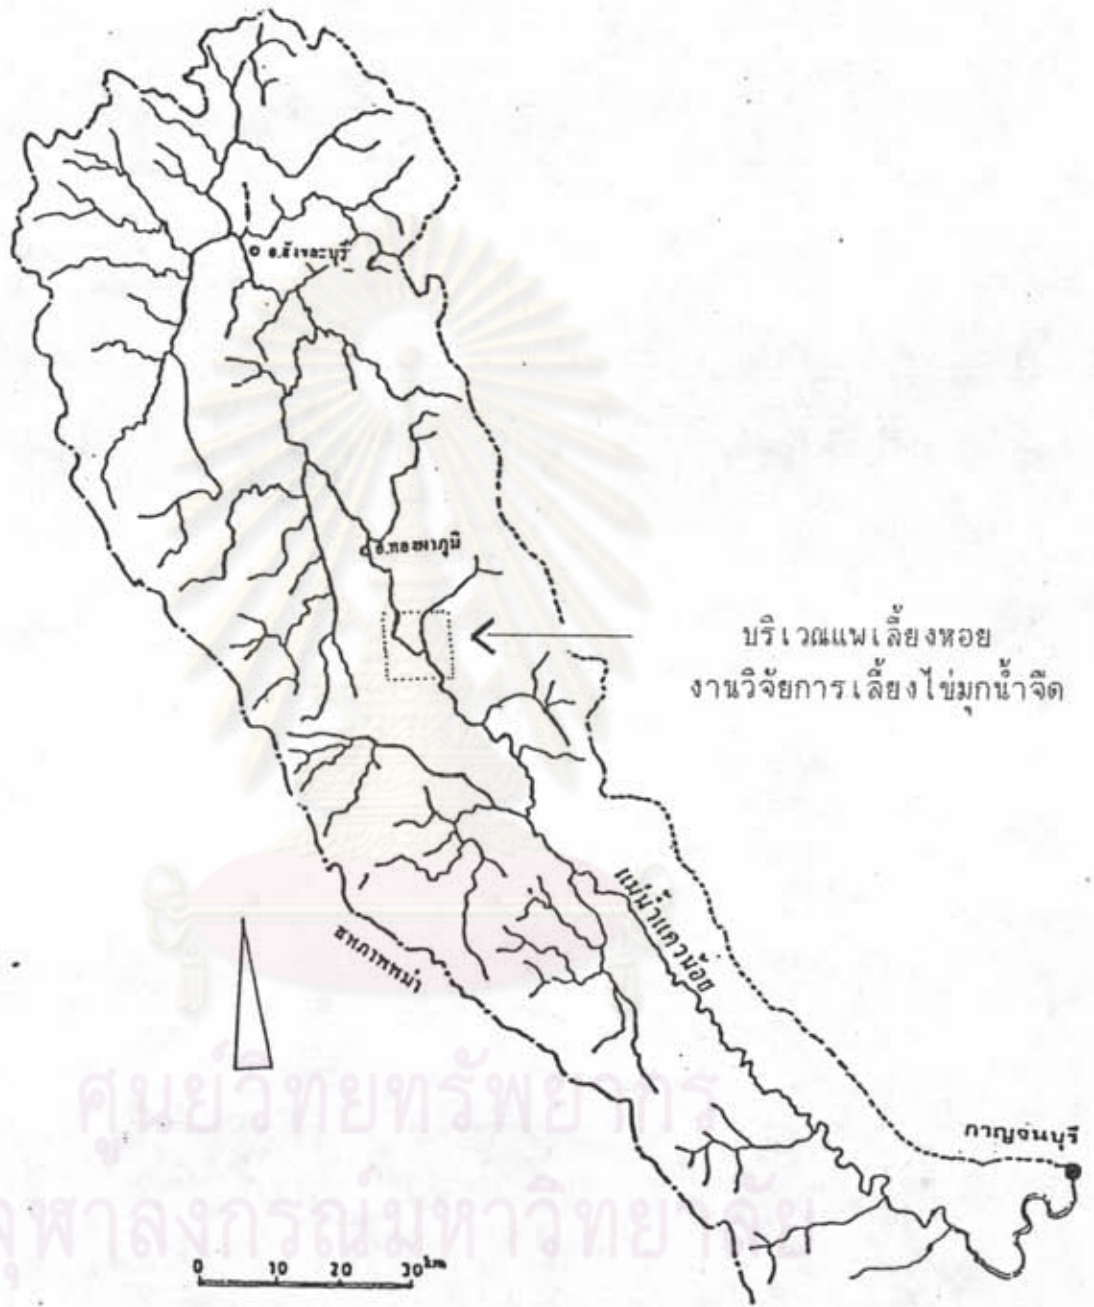 อ.สังขละบุรี
อ.ทองผาภูมิ
บริเวณแพเลี้ยงหอย
งานวิจัยการเลี้ยงไข่มุกน้ำจืด
แม่น้ำแควน้อย
สหภาพพม่า
ศูนย์วิทยทรัพยากร
กาญจนบุรี
จุฬาลงกรณ์มหาวิทยาลัย
0 10 20 30 km